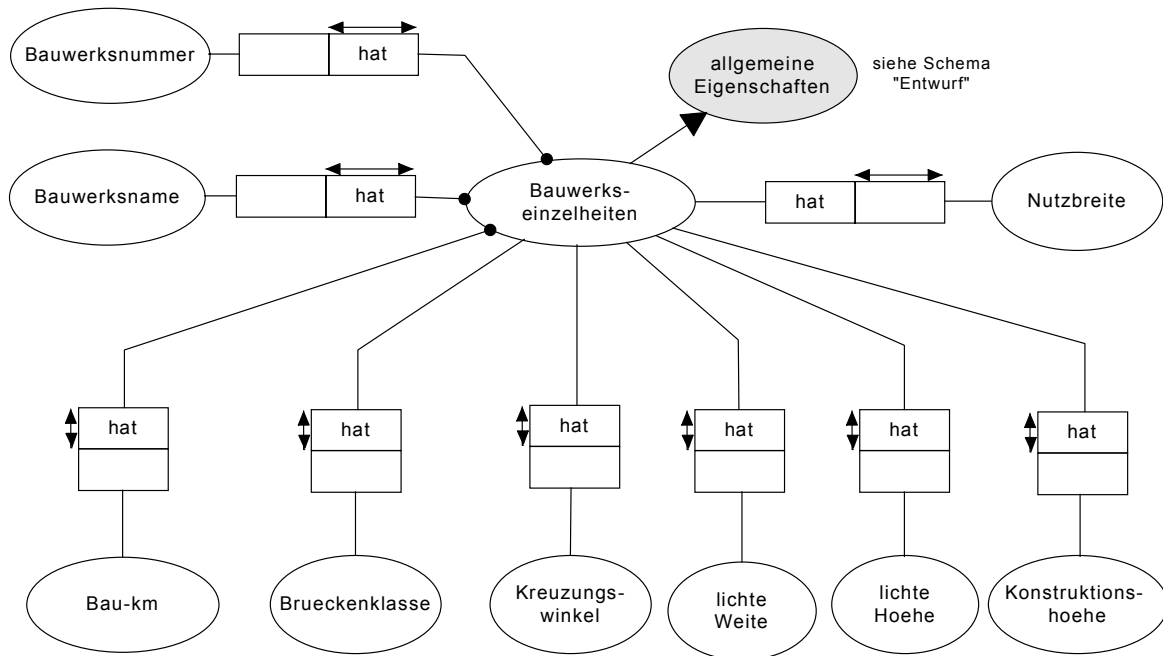 Bauwerksnummer
hat
allgemeine
Eigenschaften
siehe Schema
"Entwurf"
Bauwerksname
hat
Bauwerks-
einzelheiten
hat
Nutzbreite
hat
hat
hat
hat
hat
hat
Bau-km
Brueckenklasse
Kreuzungs-
winkel
lichte
Weite
lichte
Hoehe
Konstruktions-
hoehe